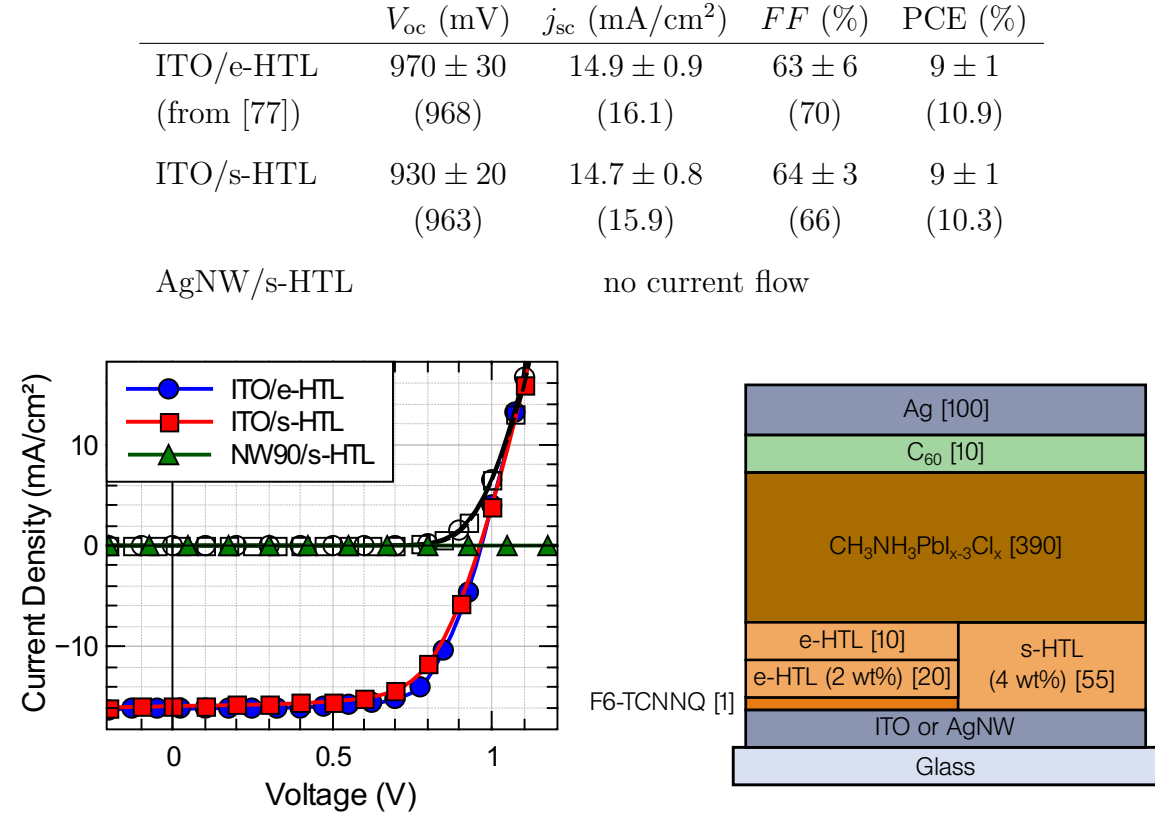 V_oc (mV) j_sc (mA/cm²) FF (%) PCE (%)
ITO/e-HTL 970 ± 30 14.9 ± 0.9 63 ± 6 9 ± 1
(from [77]) (968) (16.1) (70) (10.9)
ITO/s-HTL 930 ± 20 14.7 ± 0.8 64 ± 3 9 ± 1
(963) (15.9) (66) (10.3)
AgNW/s-HTL no current flow
ITO/e-HTL
ITO/s-HTL
NW90/s-HTL
10
0
−10
Current Density (mA/cm²)
0 0.5 1
Voltage (V)
Ag [100]
C₆₀ [10]
CH₃NH₃PbIₓ₋₃Clₓ [390]
e-HTL [10]
e-HTL (2 wt%) [20]
s-HTL
(4 wt%) [55]
F6-TCNNQ [1]
ITO or AgNW
Glass